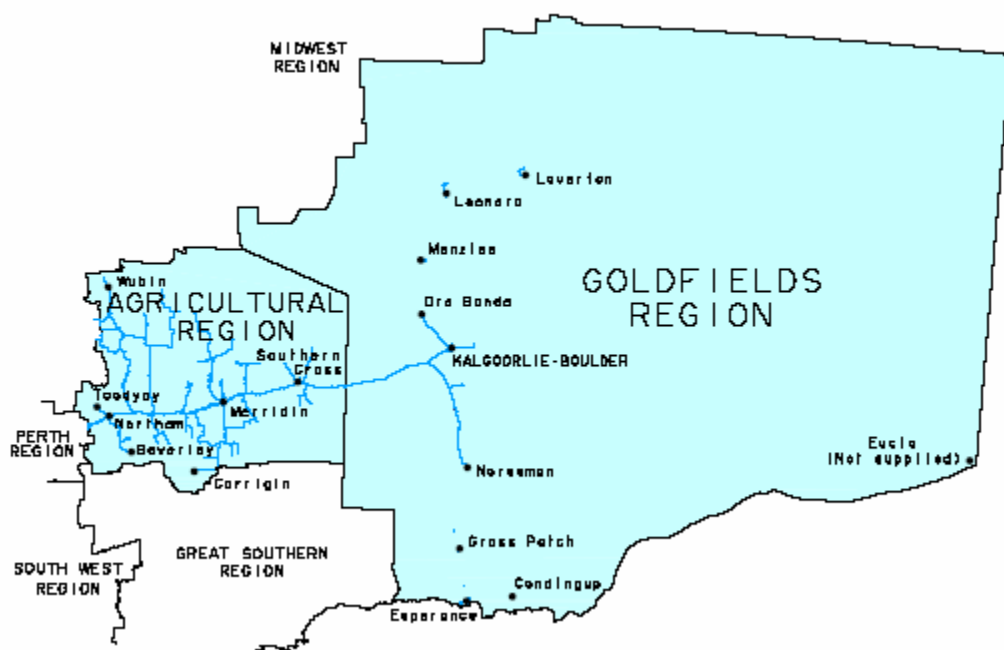 MIDWEST
REGION
Laverton
Leonora
Menzies
GOLDFIELDS
REGION
Wubin
Ora Banda
AGRICULTURAL
REGION
Southern
Cross
KALGOORLIE-BOULDER
Toodyay
Merridin
Northam
PERTH
REGION
Beverley
Eucla
(Not supplied)
Norseman
Corrigin
Grass Patch
GREAT SOUTHERN
REGION
SOUTH WEST
REGION
Condingup
Esperance